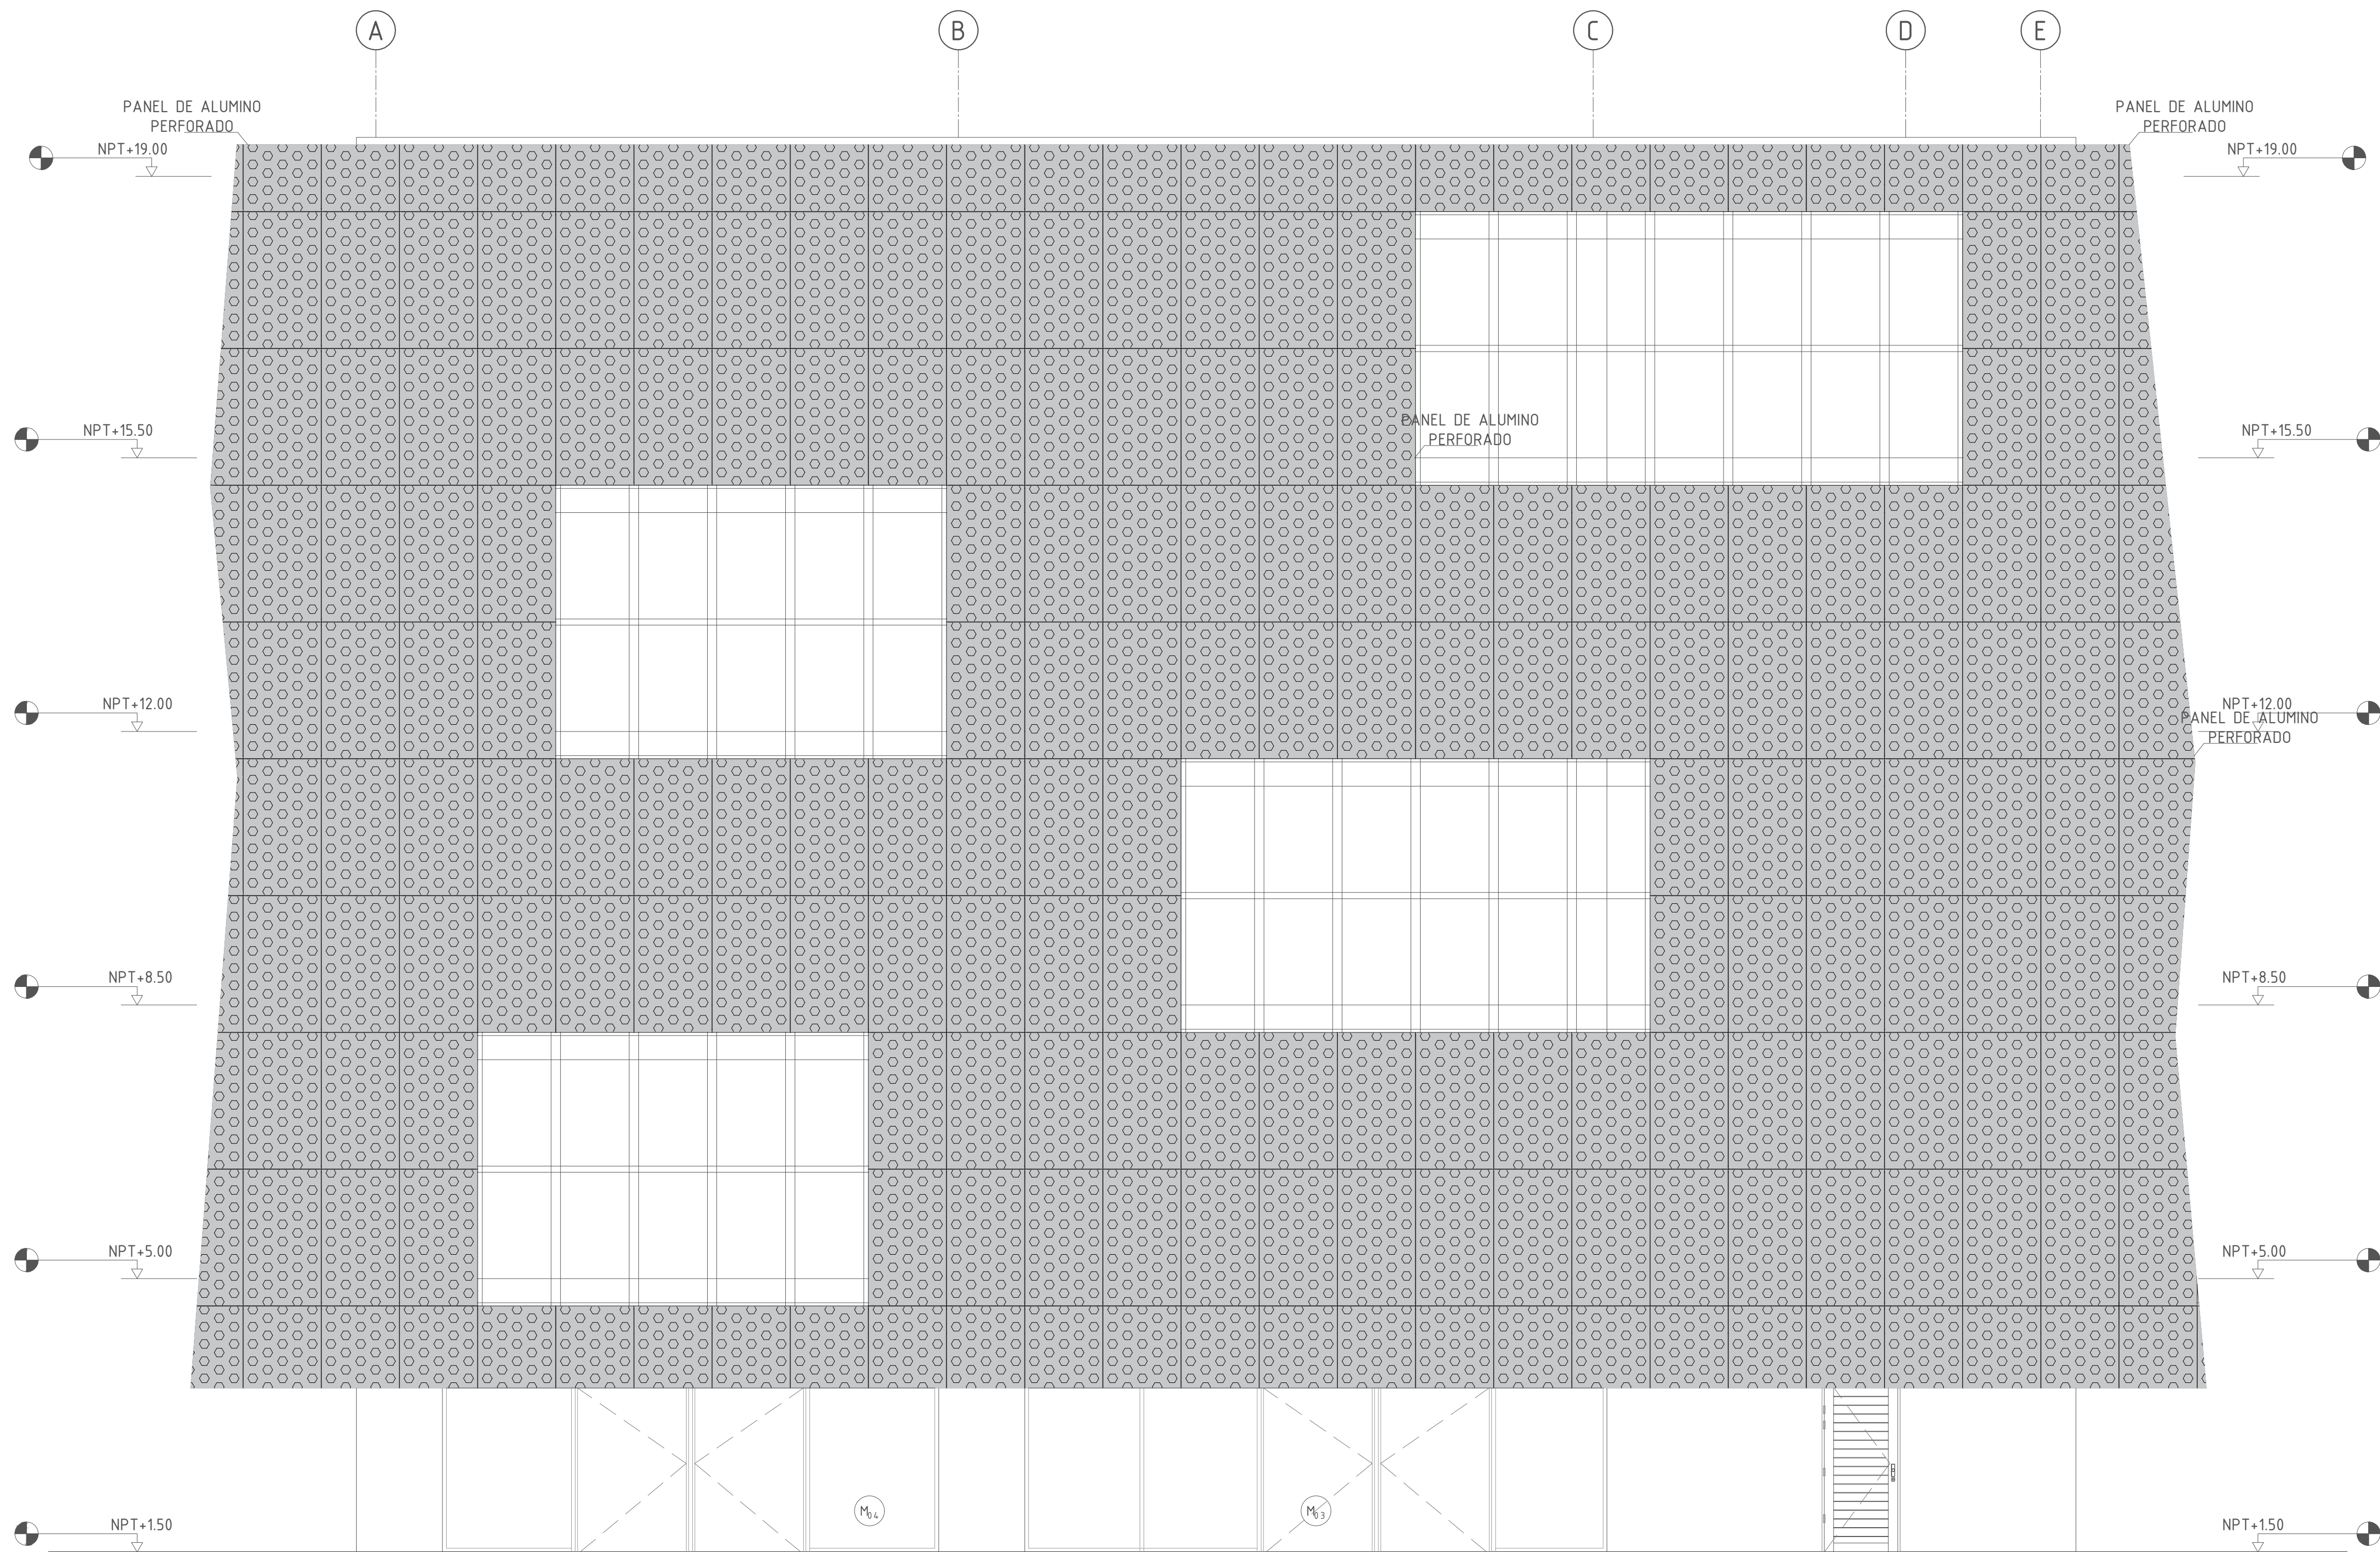 A
B
C
D
E
PANEL DE ALUMINO
PERFORADO
PANEL DE ALUMINO
PERFORADO
NPT+19.00
NPT+19.00
PANEL DE ALUMINO
PERFORADO
NPT+15.50
NPT+15.50
NPT+12.00
NPT+12.00
PANEL DE ALUMINO
PERFORADO
NPT+8.50
NPT+8.50
NPT+5.00
NPT+5.00
M04
M03
NPT+1.50
NPT+1.50